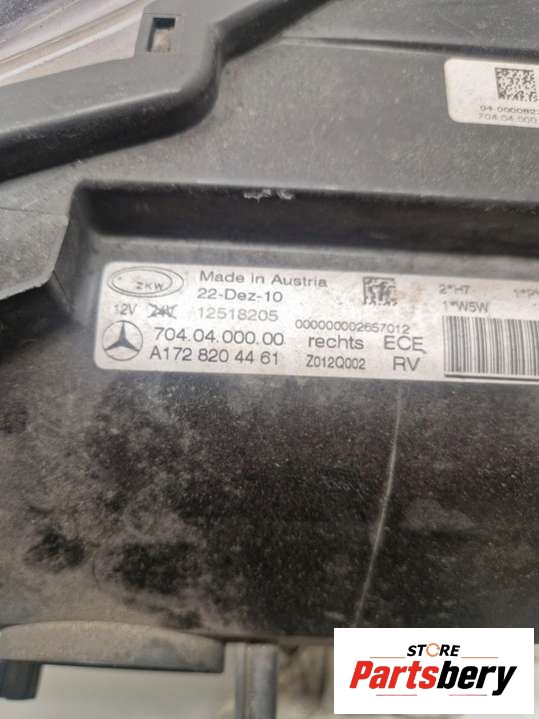 04 00008
704.04.000.
ZKW
Made in Austria
22-Dez-10
2*H7
1*W5W
12V 24V 12518205
000000002657012
704.04.000.00 rechts ECE
A172 820 44 61 Z012Q002 RV
STORE
Partsbery